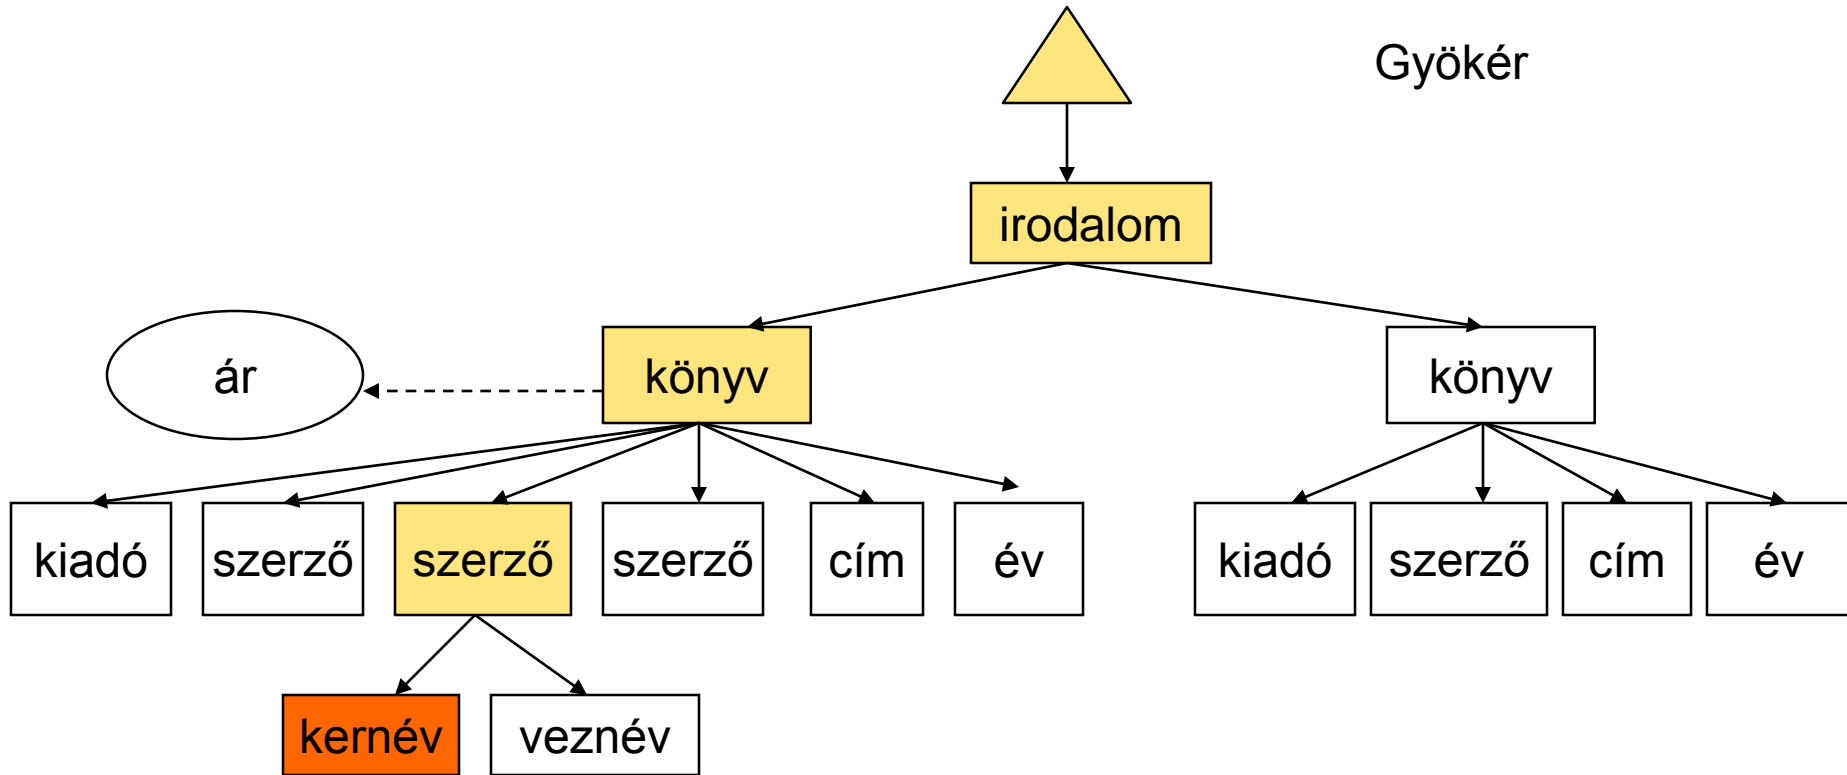 Gyökér
irodalom
ár
könyv
könyv
kiadó
szerző
szerző
szerző
cím
év
kiadó
szerző
cím
év
kernév
veznév